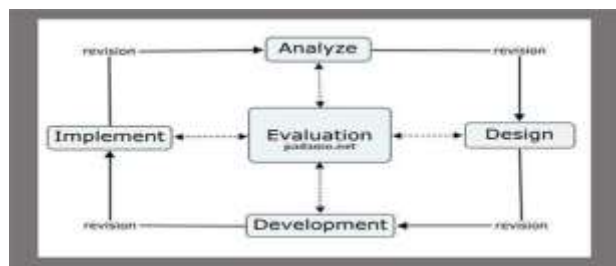 Analyze
revision
revision
Implement
Evaluation
Design
revision
Development
revision